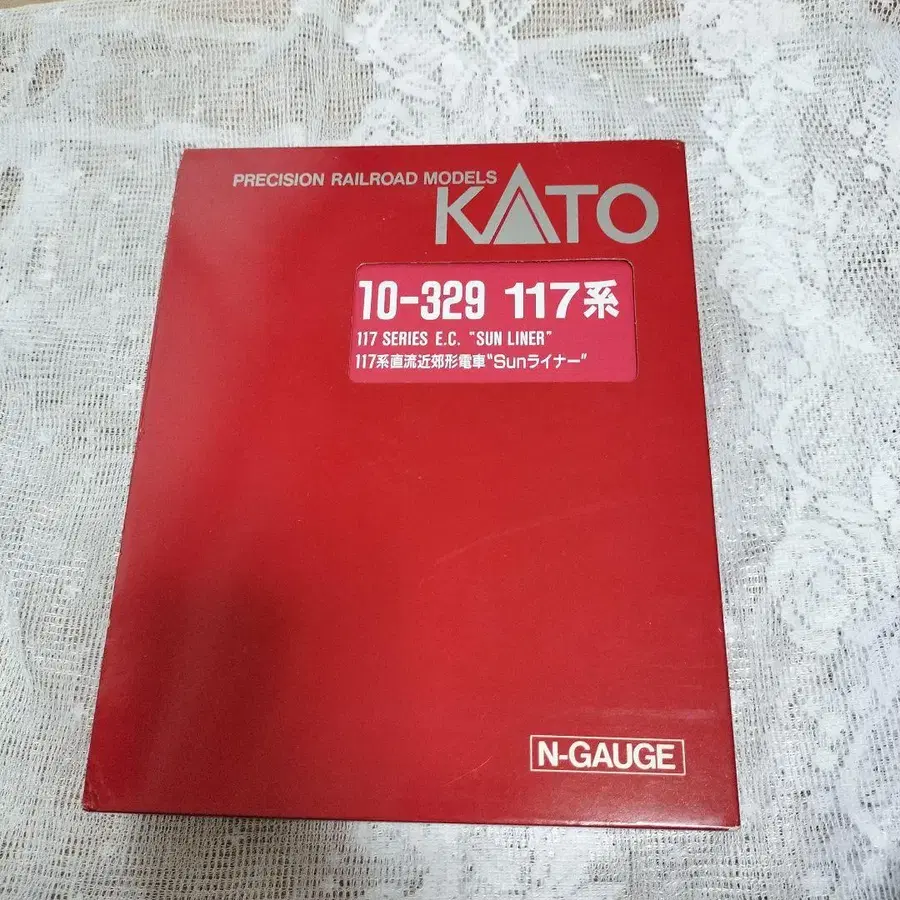 PRECISION RAILROAD MODELS
KATO
10-329 117系
117 SERIES E.C. "SUN LINER"
117系直流近郊形電車"Sunライナー"
N-GAUGE